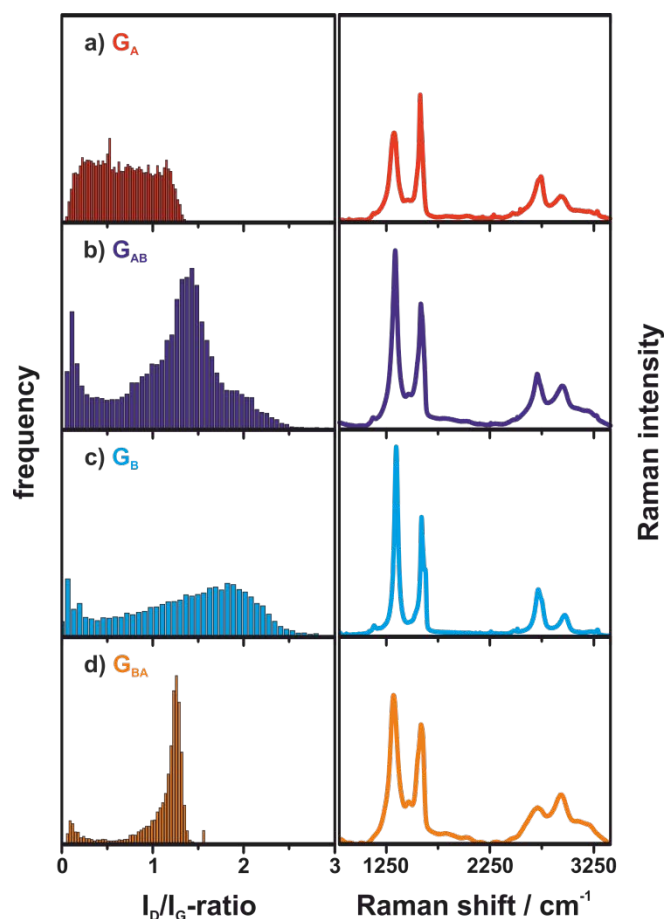 a) G_A
b) G_AB
c) G_B
d) G_BA
frequency
Raman intensity
0 1 2 3 1250 2250 3250
I_D/I_G-ratio Raman shift / cm⁻¹